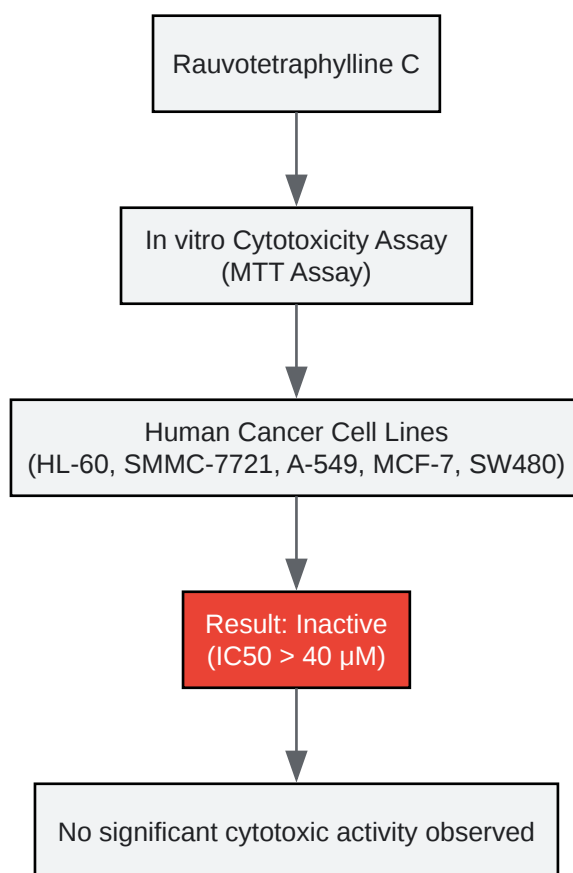 Rauvotetraphylline C
In vitro Cytotoxicity Assay
(MTT Assay)
Human Cancer Cell Lines
(HL-60, SMMC-7721, A-549, MCF-7, SW480)
Result: Inactive
(IC50 > 40 μM)
No significant cytotoxic activity observed